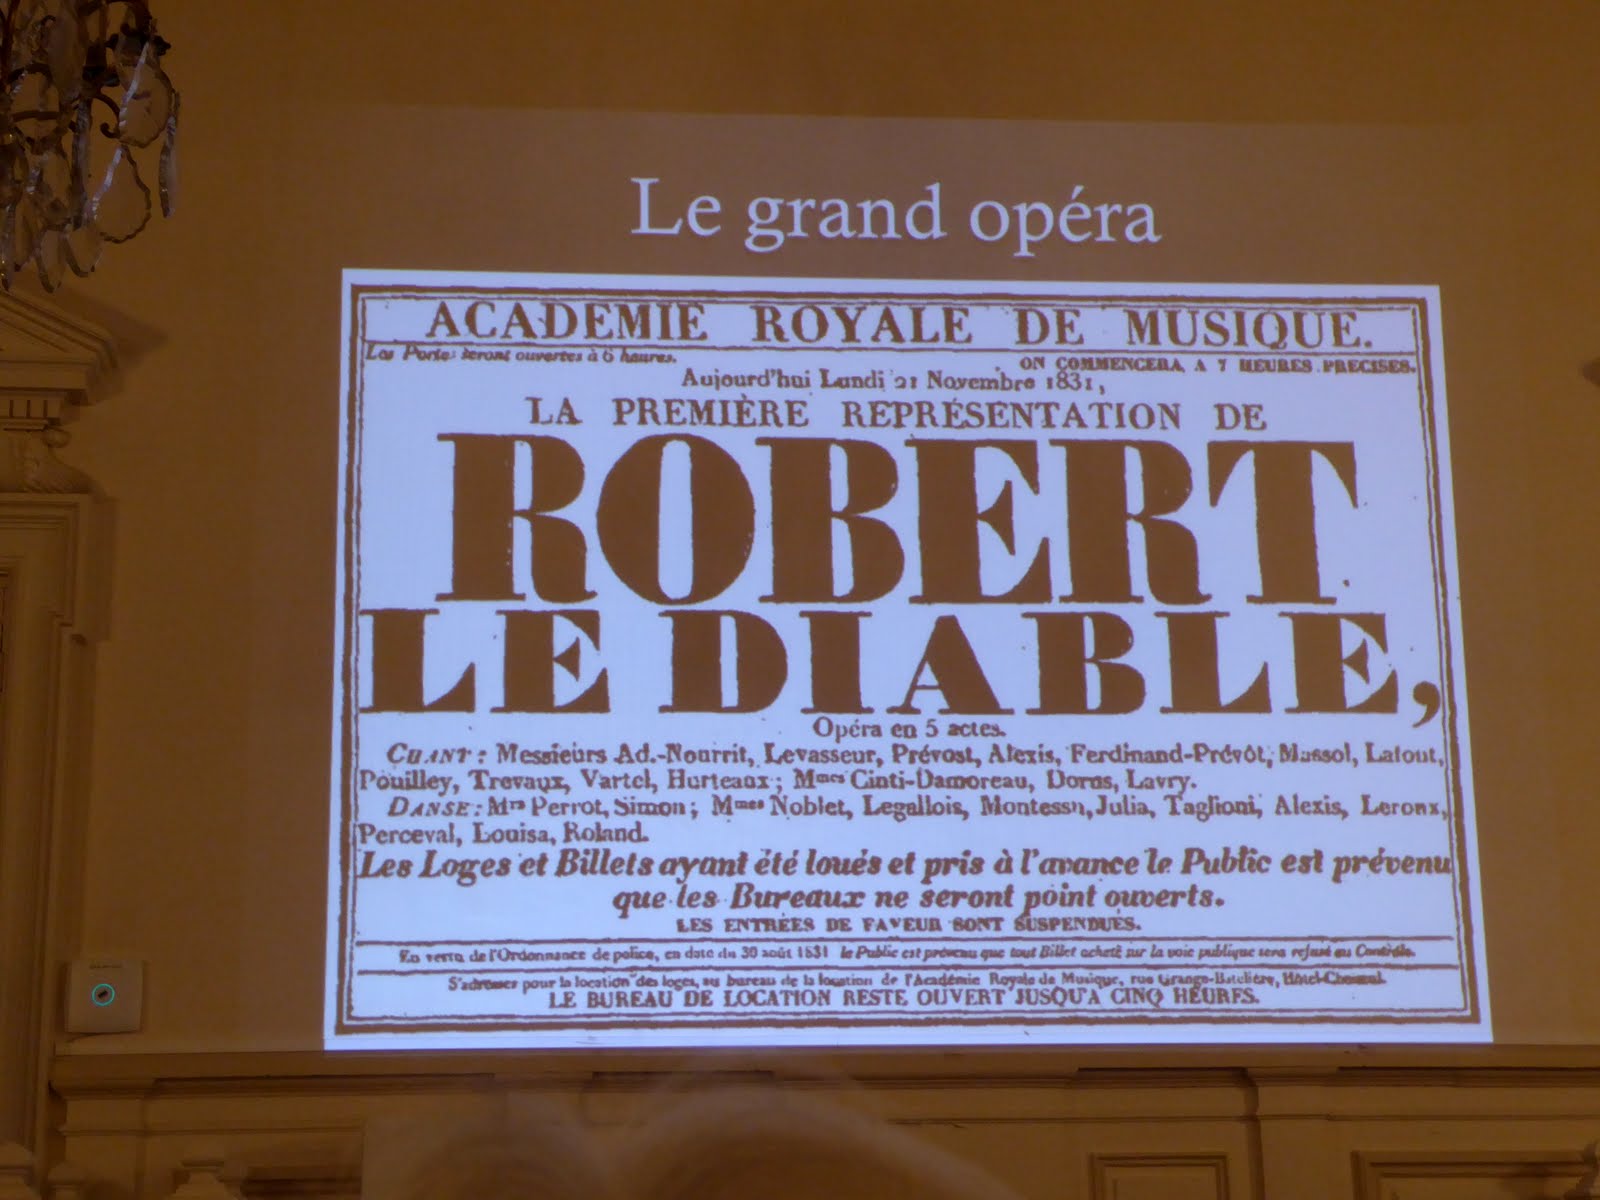 Le grand opéra
ACADEMIE ROYALE DE MUSIQUE.
Les Portes seront ouvertes à 6 heures.
ON COMMENCERA A 7 HEURES PRECISES.
Aujourd'hui Lundi 21 Novembre 1831,
LA PREMIÈRE REPRÉSENTATION DE
ROBERT
LE DIABLE,
Opéra en 5 actes.
CHANT: Messieurs Ad.-Nourrit, Levasseur, Prévost, Alexis, Ferdinand-Prévôt, Massol, Lafout,
Pouilley, Trevaux, Vartel, Hurteaux; Mmes Cinti-Damoreau, Dorus, Lavry.
DANSE: Mrs Perrot, Simon; Mmes Noblet, Legallois, Montessu, Julia, Taglioni, Alexis, Leroux,
Perceval, Louisa, Roland.
Les Loges et Billets ayant été loués et pris à l'avance le Public est prévenu
que les Bureaux ne seront point ouverts.
LES ENTRÉES DE FAVEUR SONT SUSPENDUES.
En vertu de l'Ordonnance de police, en date du 30 août 1831 le Public est prévenu que tout Billet acheté sur la voie publique sera refusé au Contrôle.
S'adresser pour la location des loges, au bureau de la location de l'Académie Royale de Musique, rue Grange-Batelière, Hôtel-Choiseul.
LE BUREAU DE LOCATION RESTE OUVERT JUSQU'A CINQ HEURES.